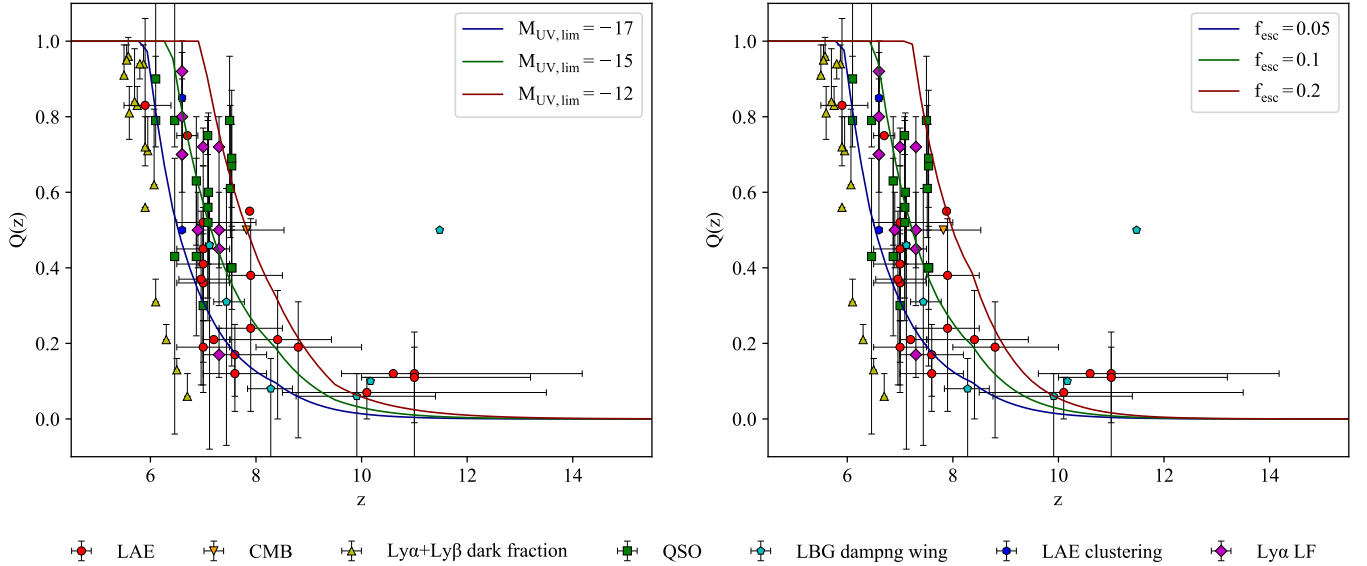 M_UV, lim = −17
M_UV, lim = −15
M_UV, lim = −12
1.0
0.8
0.6
0.4
0.2
0.0
Q(z)
6 8 10 12 14
z
f_esc = 0.05
f_esc = 0.1
f_esc = 0.2
1.0
0.8
0.6
0.4
0.2
0.0
Q(z)
6 8 10 12 14
z
LAE CMB Lyα+Lyβ dark fraction QSO LBG dampng wing LAE clustering Lyα LF